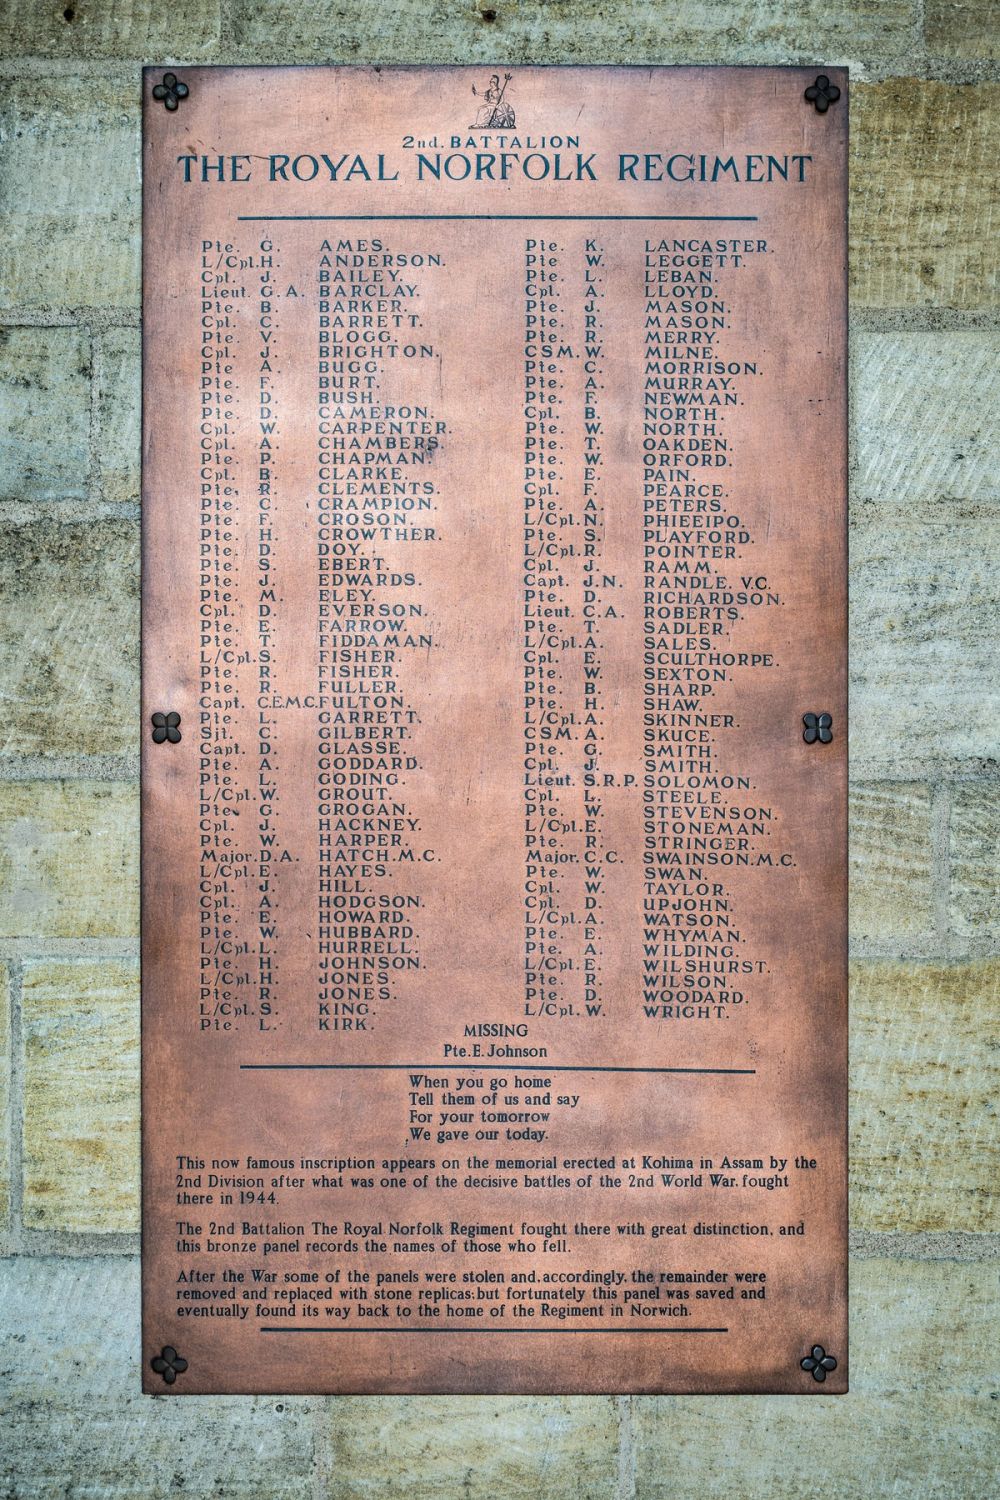 2nd. BATTALION
THE ROYAL NORFOLK REGIMENT
Pte. G. AMES.
L/Cpl. H. ANDERSON.
Cpl. J. BAILEY.
Lieut. G. A. BARCLAY.
Pte. B. BARKER.
Cpl. C. BARRETT.
Pte. V. BLOGG.
Cpl. J. BRIGHTON.
Pte A. BUGG.
Pte. F. BURT.
Pte. D. BUSH.
Pte. D. CAMERON.
Cpl. W. CARPENTER.
Cpl. A. CHAMBERS.
Pte. P. CHAPMAN.
Cpl. B. CLARKE.
Pte. R. CLEMENTS.
Pte. C. CRAMPION.
Pte. F. CROSON.
Pte. H. CROWTHER.
Pte. D. DOY.
Pte. S. EBERT.
Pte. J. EDWARDS.
Pte. M. ELEY.
Cpl. D. EVERSON.
Pte. E. FARROW.
Pte. T. FIDDAMAN.
L/Cpl. S. FISHER.
Pte. R. FISHER.
Pte. R. FULLER.
Capt. C.E.M.C. FULTON.
Pte. L. GARRETT.
Sjt. C. GILBERT.
Capt. D. GLASSE.
Pte. A. GODDARD.
Pte. L. GODING.
L/Cpl. W. GROUT.
Pte. G. GROGAN.
Cpl. J. HACKNEY.
Pte. W. HARPER.
Major. D.A. HATCH. M.C.
L/Cpl. E. HAYES.
Cpl. J. HILL.
Cpl. A. HODGSON.
Pte. E. HOWARD.
Pte. W. HUBBARD.
L/Cpl. L. HURRELL.
Pte. H. JOHNSON.
L/Cpl. H. JONES.
Pte. R. JONES.
L/Cpl. S. KING.
Pte. L. KIRK.
Pte. K. LANCASTER.
Pte W. LEGGETT.
Pte. L. LEBAN.
Cpl. A. LLOYD.
Pte. J. MASON.
Pte. R. MASON.
Pte. R. MERRY.
CSM. W. MILNE.
Pte. C. MORRISON.
Pte. A. MURRAY.
Pte. F. NEWMAN.
Cpl. B. NORTH.
Pte. W. NORTH.
Pte. T. OAKDEN.
Pte. W. ORFORD.
Pte. E. PAIN.
Cpl. F. PEARCE.
Pte. A. PETERS.
L/Cpl. N. PHIEEIPO.
Pte. S. PLAYFORD.
L/Cpl. R. POINTER.
Cpl. J. RAMM.
Capt. J.N. RANDLE. V.C.
Pte. D. RICHARDSON.
Lieut. C.A. ROBERTS.
Pte. T. SADLER.
L/Cpl. A. SALES.
Cpl. E. SCULTHORPE.
Pte. W. SEXTON.
Pte. B. SHARP.
Pte. H. SHAW.
L/Cpl. A. SKINNER.
CSM. A. SKUCE.
Pte. G. SMITH.
Cpl. J. SMITH.
Lieut. S.R.P. SOLOMON.
Cpl. L. STEELE.
Pte. W. STEVENSON.
L/Cpl. E. STONEMAN.
Pte. R. STRINGER.
Major. C.C. SWAINSON. M.C.
Pte. W. SWAN.
Cpl. W. TAYLOR.
Cpl. D. UPJOHN.
L/Cpl. A. WATSON.
Pte. E. WHYMAN.
Pte. A. WILDING.
L/Cpl. E. WILSHURST.
Pte. R. WILSON.
Pte. D. WOODARD.
L/Cpl. W. WRIGHT.
MISSING
Pte. E. Johnson
When you go home
Tell them of us and say
For your tomorrow
We gave our today.
This now famous inscription appears on the memorial erected at Kohima in Assam by the
2nd Division after what was one of the decisive battles of the 2nd World War, fought
there in 1944.
The 2nd Battalion The Royal Norfolk Regiment fought there with great distinction, and
this bronze panel records the names of those who fell.
After the War some of the panels were stolen and, accordingly, the remainder were
removed and replaced with stone replicas; but fortunately this panel was saved and
eventually found its way back to the home of the Regiment in Norwich.